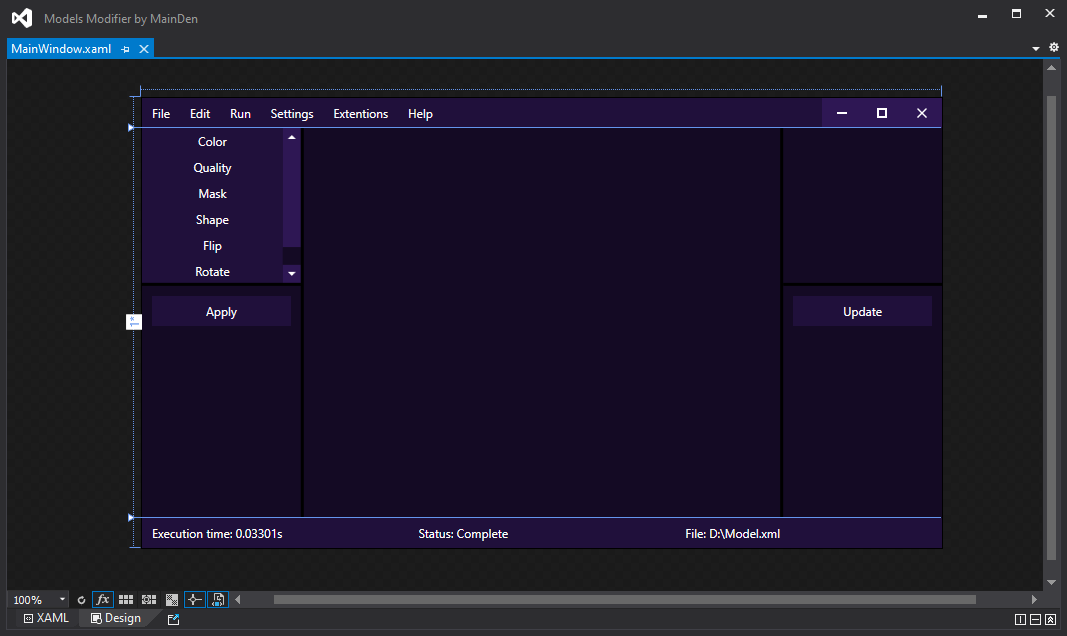 Models Modifier by MainDen
MainWindow.xaml
File Edit Run Settings Extentions Help
Color
Quality
Mask
Shape
Flip
Rotate
Apply
Update
Execution time: 0.03301s Status: Complete File: D:\Model.xml
100% fx
XAML Design